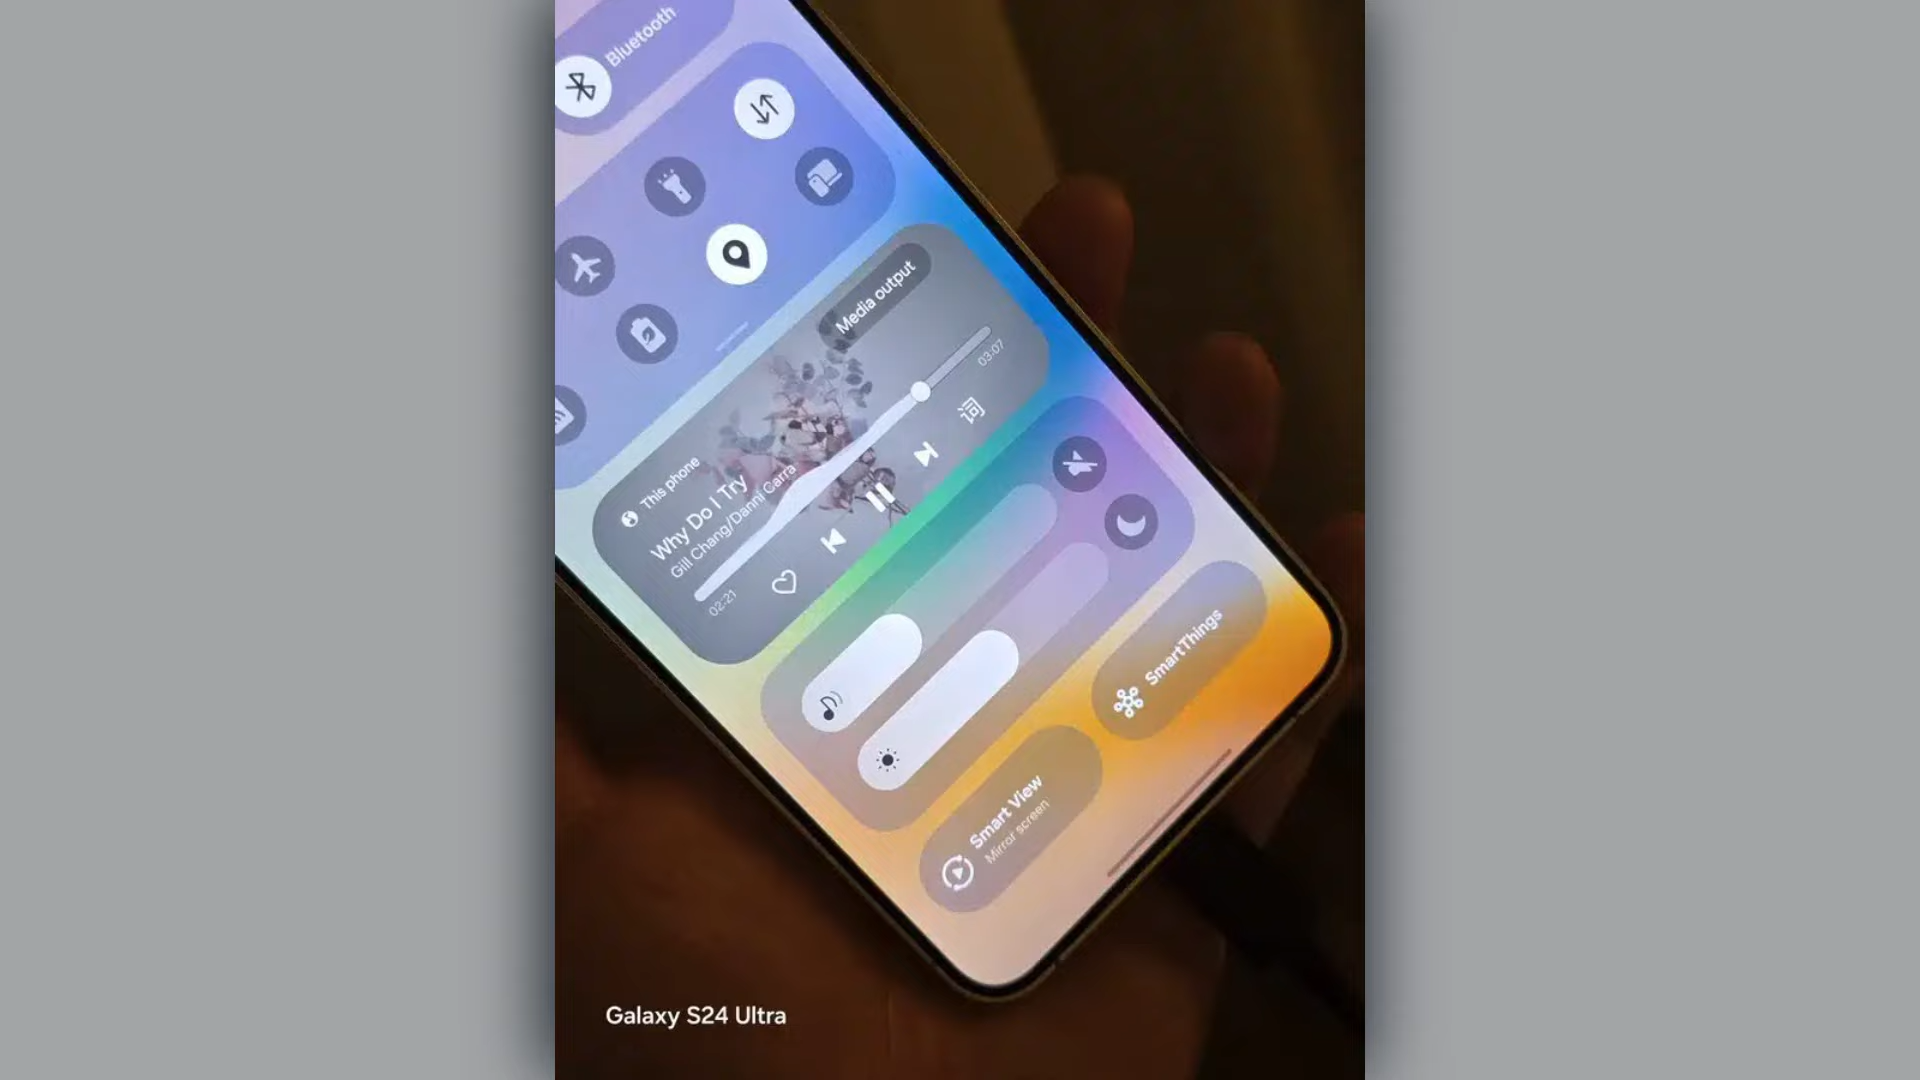 Bluetooth
Media output
This phone
Why Do I Try
Gill Chang/Danni Carra
02:21
03:07
词
SmartThings
Smart View
Mirror screen
Galaxy S24 Ultra